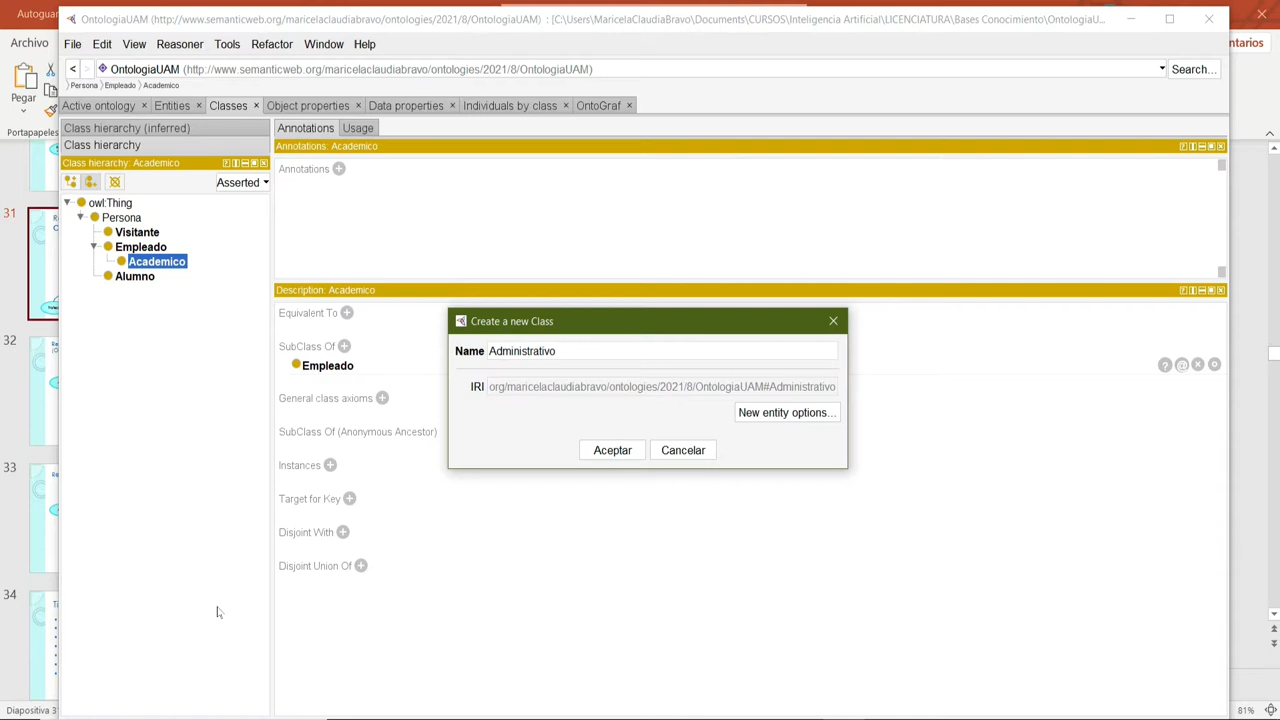 Autoguar
OntologiaUAM (http://www.semanticweb.org/maricelaclaudiabravo/ontologies/2021/8/OntologiaUAM) : [C:\Users\MaricelaClaudiaBravo\Documents\CURSOS\Inteligencia Artificial\LICENCIATURA\Bases Conocimiento\OntologiaU...
Archivo
File Edit View Reasoner Tools Refactor Window Help
ntarios
< > OntologiaUAM (http://www.semanticweb.org/maricelaclaudiabravo/ontologies/2021/8/OntologiaUAM) Search...
Persona Empleado Academico
Pegar
Active ontology × Entities × Classes × Object properties × Data properties × Individuals by class × OntoGraf ×
Portapapeles
Class hierarchy (inferred)
Annotations Usage
Class hierarchy
Annotations: Academico
Class hierarchy: Academico
Annotations
Asserted
owl:Thing
Persona
Visitante
Empleado
Academico
Alumno
31
32
33
34
Description: Academico
Equivalent To
SubClass Of
Empleado
General class axioms
SubClass Of (Anonymous Ancestor)
Instances
Target for Key
Disjoint With
Disjoint Union Of
Create a new Class
Name Administrativo
IRI org/maricelaclaudiabravo/ontologies/2021/8/OntologiaUAM#Administrativo
New entity options...
Aceptar Cancelar
Diapositiva 3
81%